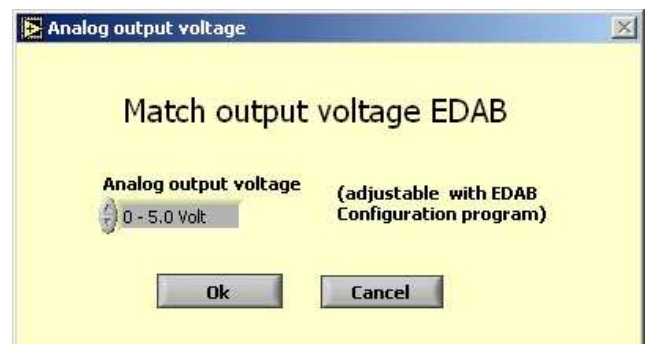 Analog output voltage
Match output voltage EDAB
Analog output voltage
0 - 5.0 Volt
(adjustable with EDAB
Configuration program)
Ok
Cancel